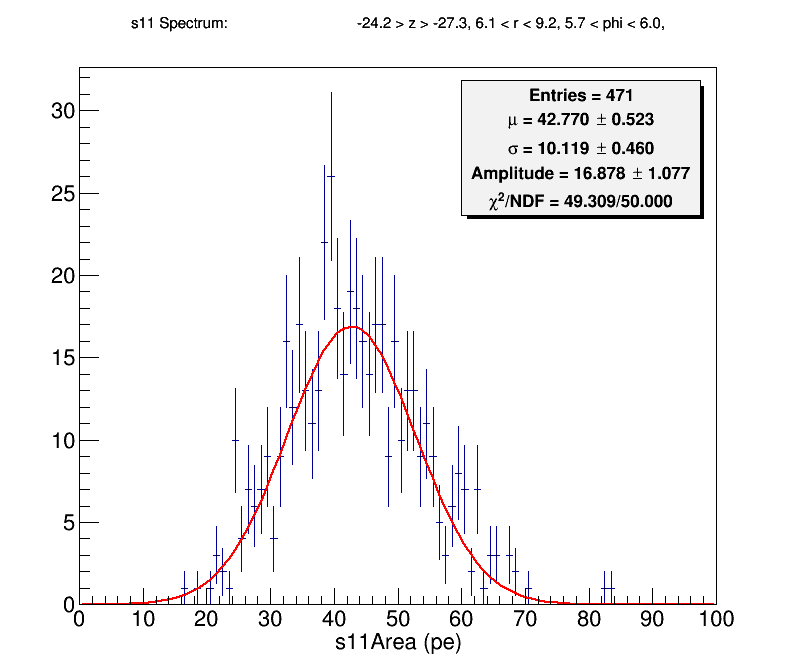 s11 Spectrum: -24.2 > z > -27.3, 6.1 < r < 9.2, 5.7 < phi < 6.0,
Entries = 471
μ = 42.770 ± 0.523
σ = 10.119 ± 0.460
Amplitude = 16.878 ± 1.077
χ²/NDF = 49.309/50.000
30
25
20
15
10
5
0
0 10 20 30 40 50 60 70 80 90 100
s11Area (pe)